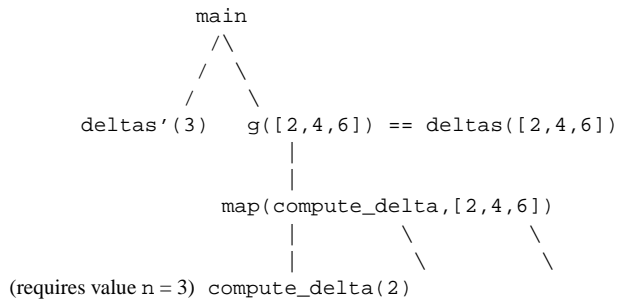 main
deltas'(3) g([2,4,6]) == deltas([2,4,6])
map(compute_delta,[2,4,6])
(requires value n = 3) compute_delta(2)